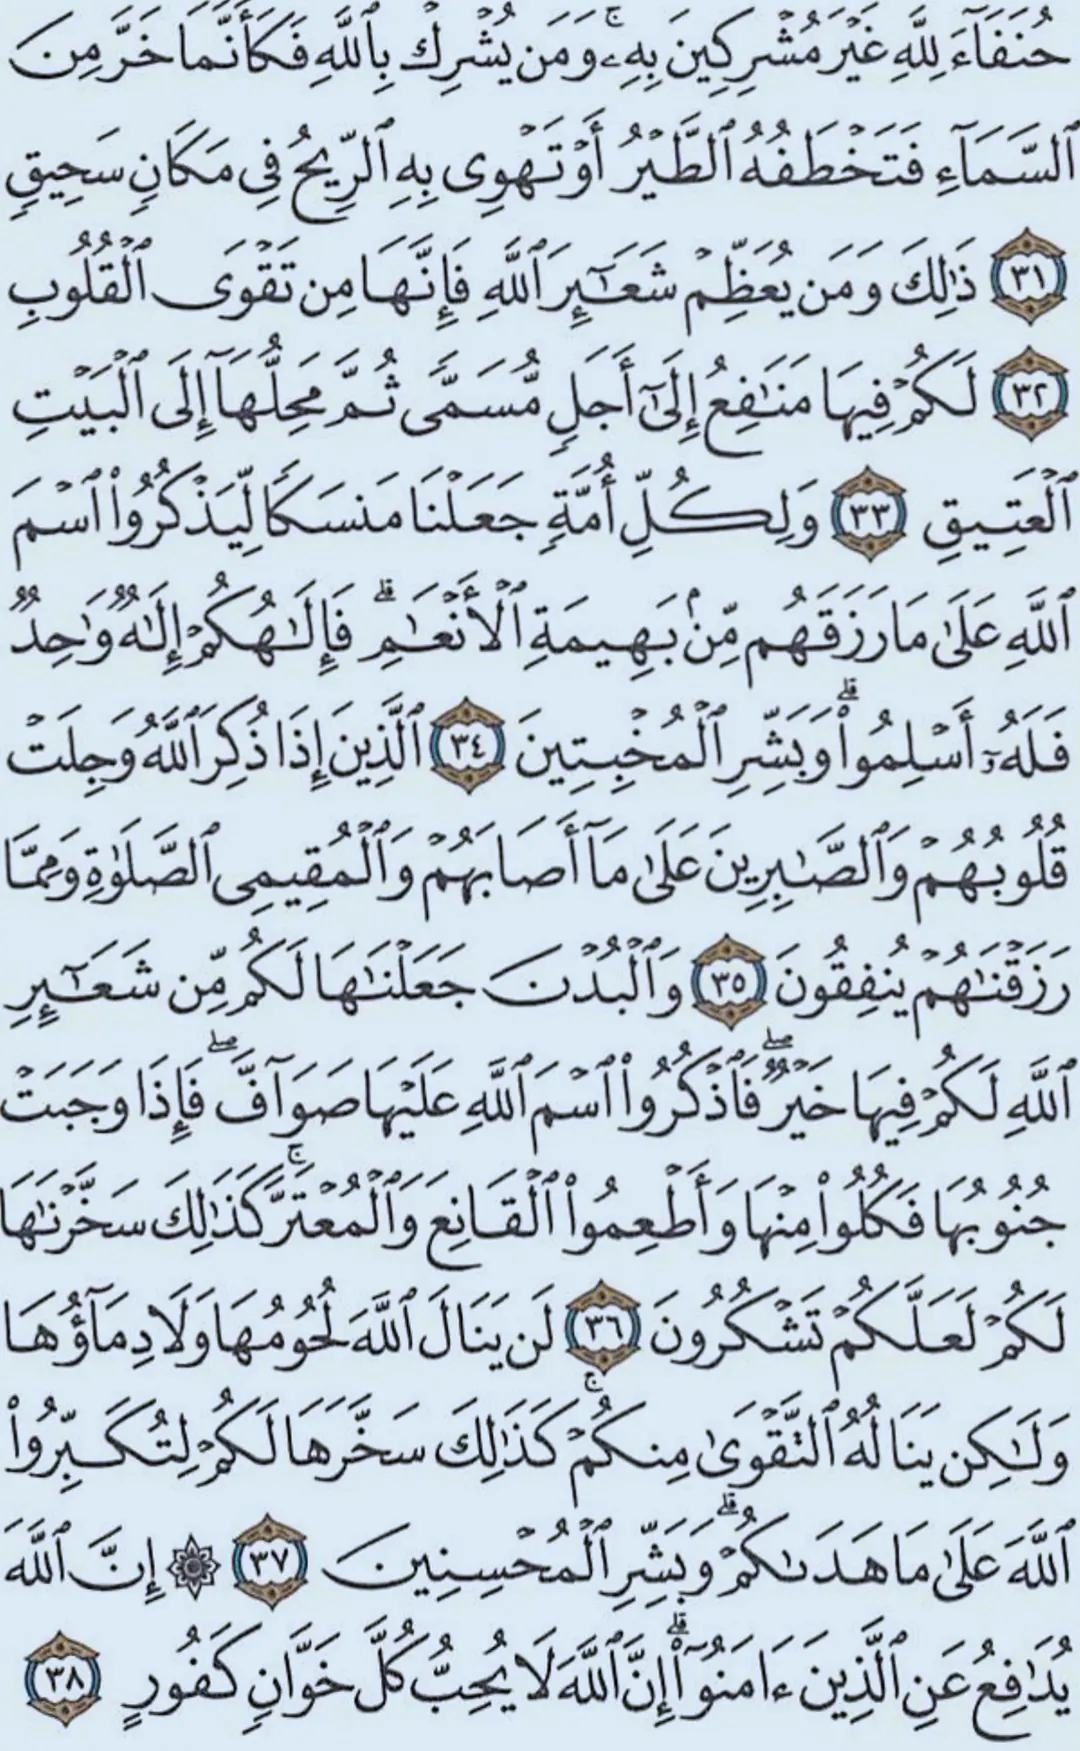 حُنَفَآءَ لِلَّهِ غَيْرَ مُشْرِكِينَ بِهِۦ ۚ وَمَن يُشْرِكْ بِٱللَّهِ فَكَأَنَّمَا خَرَّ مِنَ
ٱلسَّمَآءِ فَتَخْطَفُهُ ٱلطَّيْرُ أَوْ تَهْوِى بِهِ ٱلرِّيحُ فِى مَكَانٍ سَحِيقٍ
٣١ ذَٰلِكَ وَمَن يُعَظِّمْ شَعَـٰٓئِرَ ٱللَّهِ فَإِنَّهَا مِن تَقْوَى ٱلْقُلُوبِ
٣٢ لَكُمْ فِيهَا مَنَـٰفِعُ إِلَىٰٓ أَجَلٍ مُّسَمًّى ثُمَّ مَحِلُّهَآ إِلَى ٱلْبَيْتِ
ٱلْعَتِيقِ ٣٣ وَلِكُلِّ أُمَّةٍ جَعَلْنَا مَنسَكًا لِّيَذْكُرُوا۟ ٱسْمَ
ٱللَّهِ عَلَىٰ مَا رَزَقَهُم مِّنۢ بَهِيمَةِ ٱلْأَنْعَـٰمِ ۗ فَإِلَـٰهُكُمْ إِلَـٰهٌ وَٰحِدٌ
فَلَهُۥٓ أَسْلِمُوا۟ ۗ وَبَشِّرِ ٱلْمُخْبِتِينَ ٣٤ ٱلَّذِينَ إِذَا ذُكِرَ ٱللَّهُ وَجِلَتْ
قُلُوبُهُمْ وَٱلصَّـٰبِرِينَ عَلَىٰ مَآ أَصَابَهُمْ وَٱلْمُقِيمِى ٱلصَّلَوٰةِ وَمِمَّا
رَزَقْنَـٰهُمْ يُنفِقُونَ ٣٥ وَٱلْبُدْنَ جَعَلْنَـٰهَا لَكُم مِّن شَعَـٰٓئِرِ
ٱللَّهِ لَكُمْ فِيهَا خَيْرٌ ۖ فَٱذْكُرُوا۟ ٱسْمَ ٱللَّهِ عَلَيْهَا صَوَآفَّ ۖ فَإِذَا وَجَبَتْ
جُنُوبُهَا فَكُلُوا۟ مِنْهَا وَأَطْعِمُوا۟ ٱلْقَانِعَ وَٱلْمُعْتَرَّ ۚ كَذَٰلِكَ سَخَّرْنَـٰهَا
لَكُمْ لَعَلَّكُمْ تَشْكُرُونَ ٣٦ لَن يَنَالَ ٱللَّهَ لُحُومُهَا وَلَا دِمَآؤُهَا
وَلَـٰكِن يَنَالُهُ ٱلتَّقْوَىٰ مِنكُمْ ۚ كَذَٰلِكَ سَخَّرَهَا لَكُمْ لِتُكَبِّرُوا۟
ٱللَّهَ عَلَىٰ مَا هَدَىٰكُمْ ۗ وَبَشِّرِ ٱلْمُحْسِنِينَ ٣٧ ۞ إِنَّ ٱللَّهَ
يُدَٰفِعُ عَنِ ٱلَّذِينَ ءَامَنُوٓا۟ ۗ إِنَّ ٱللَّهَ لَا يُحِبُّ كُلَّ خَوَّانٍ كَفُورٍ ٣٨